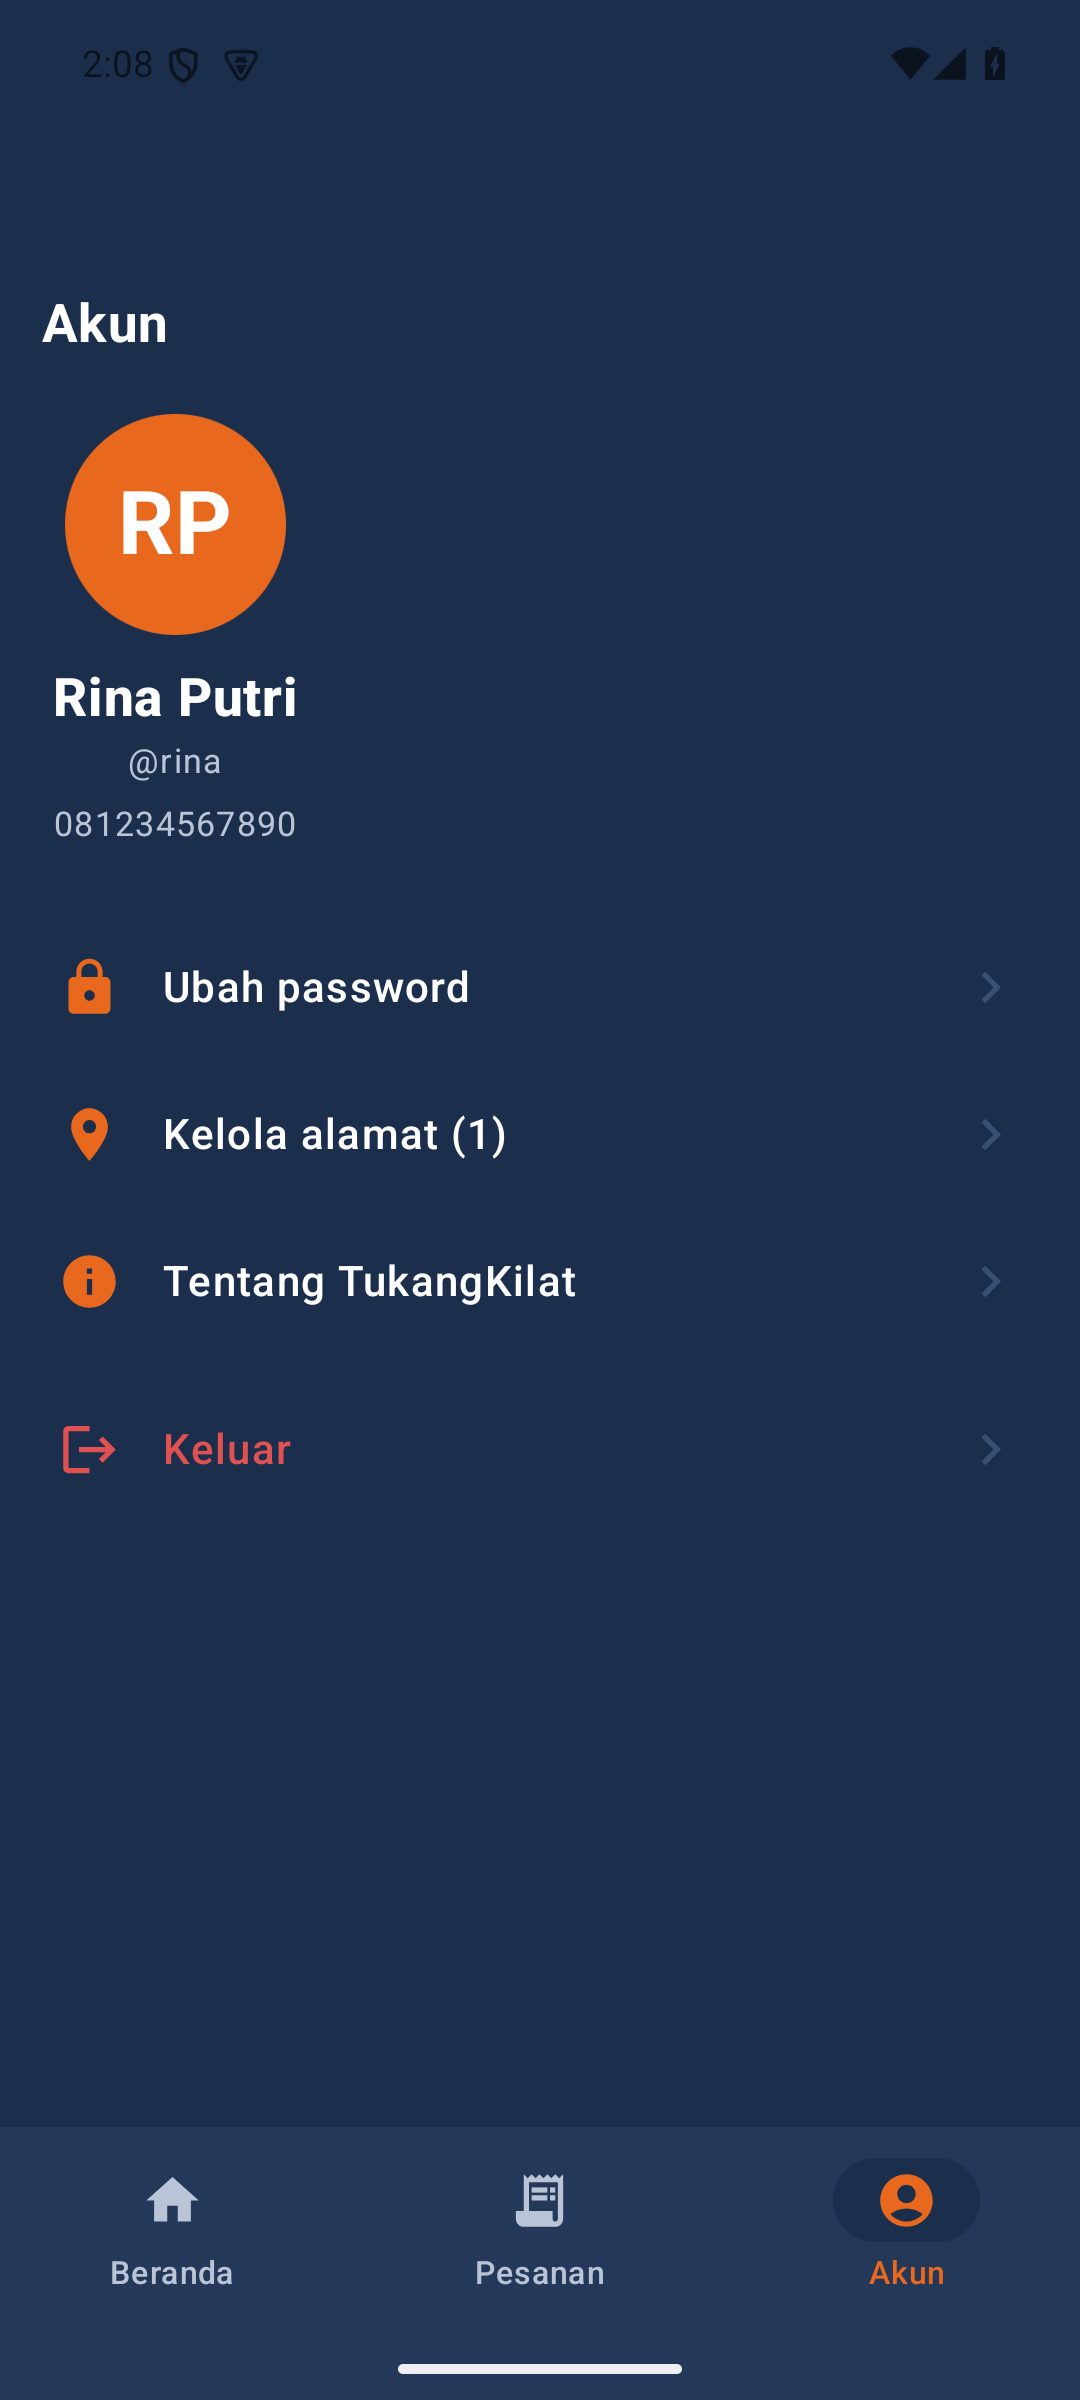 2:08
Akun
RP
Rina Putri
@rina
081234567890
Ubah password
Kelola alamat (1)
Tentang TukangKilat
Keluar
Beranda
Pesanan
Akun